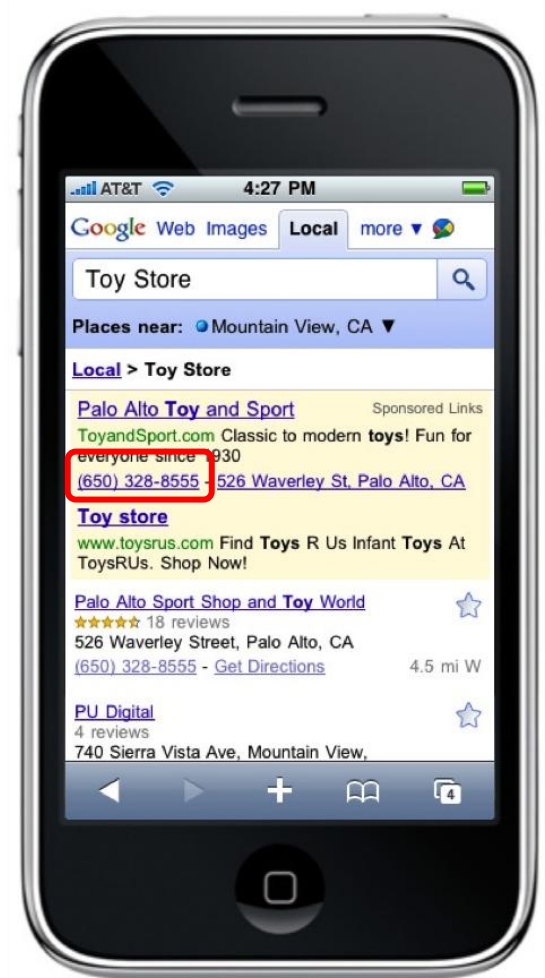 AT&T 4:27 PM
Google Web Images Local more ▼
Toy Store
Places near: Mountain View, CA ▼
Local > Toy Store
Palo Alto Toy and Sport Sponsored Links
ToyandSport.com Classic to modern toys! Fun for
everyone since 1930
(650) 328-8555 - 526 Waverley St, Palo Alto, CA
Toy store
www.toysrus.com Find Toys R Us Infant Toys At
ToysRUs. Shop Now!
Palo Alto Sport Shop and Toy World
18 reviews
526 Waverley Street, Palo Alto, CA
(650) 328-8555 - Get Directions 4.5 mi W
PU Digital
4 reviews
740 Sierra Vista Ave, Mountain View,
4